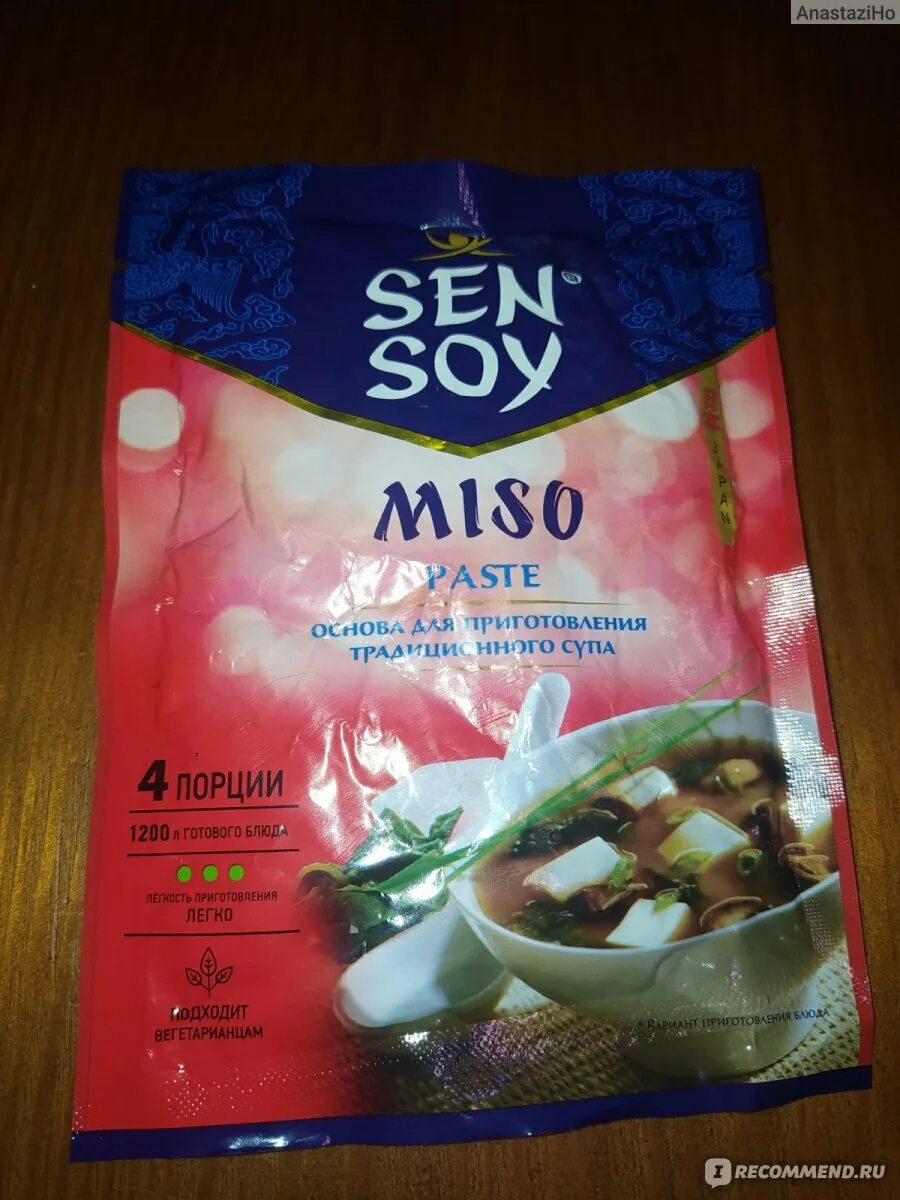 AnastaziHo
SEN®
SOY
JAPAN
MISO
PASTE
ОСНОВА ДЛЯ ПРИГОТОВЛЕНИЯ
ТРАДИЦИОННОГО СУПА
4 ПОРЦИИ
1200 л ГОТОВОГО БЛЮДА
ЛЁГКОСТЬ ПРИГОТОВЛЕНИЯ
ЛЕГКО
ПОДХОДИТ
ВЕГЕТАРИАНЦАМ
* ВАРИАНТ ПРИГОТОВЛЕНИЯ БЛЮДА
I RECOMMEND.RU